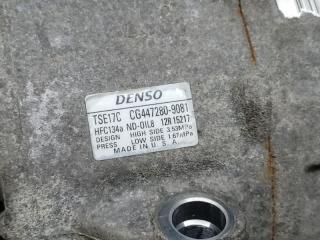 DENSO
TSE17C CG447280-9081
HFC134a ND-OIL8 12R15217
DESIGN HIGH SIDE 3.53MPa
PRESS LOW SIDE 1.67MPa
MADE IN U.S.A.